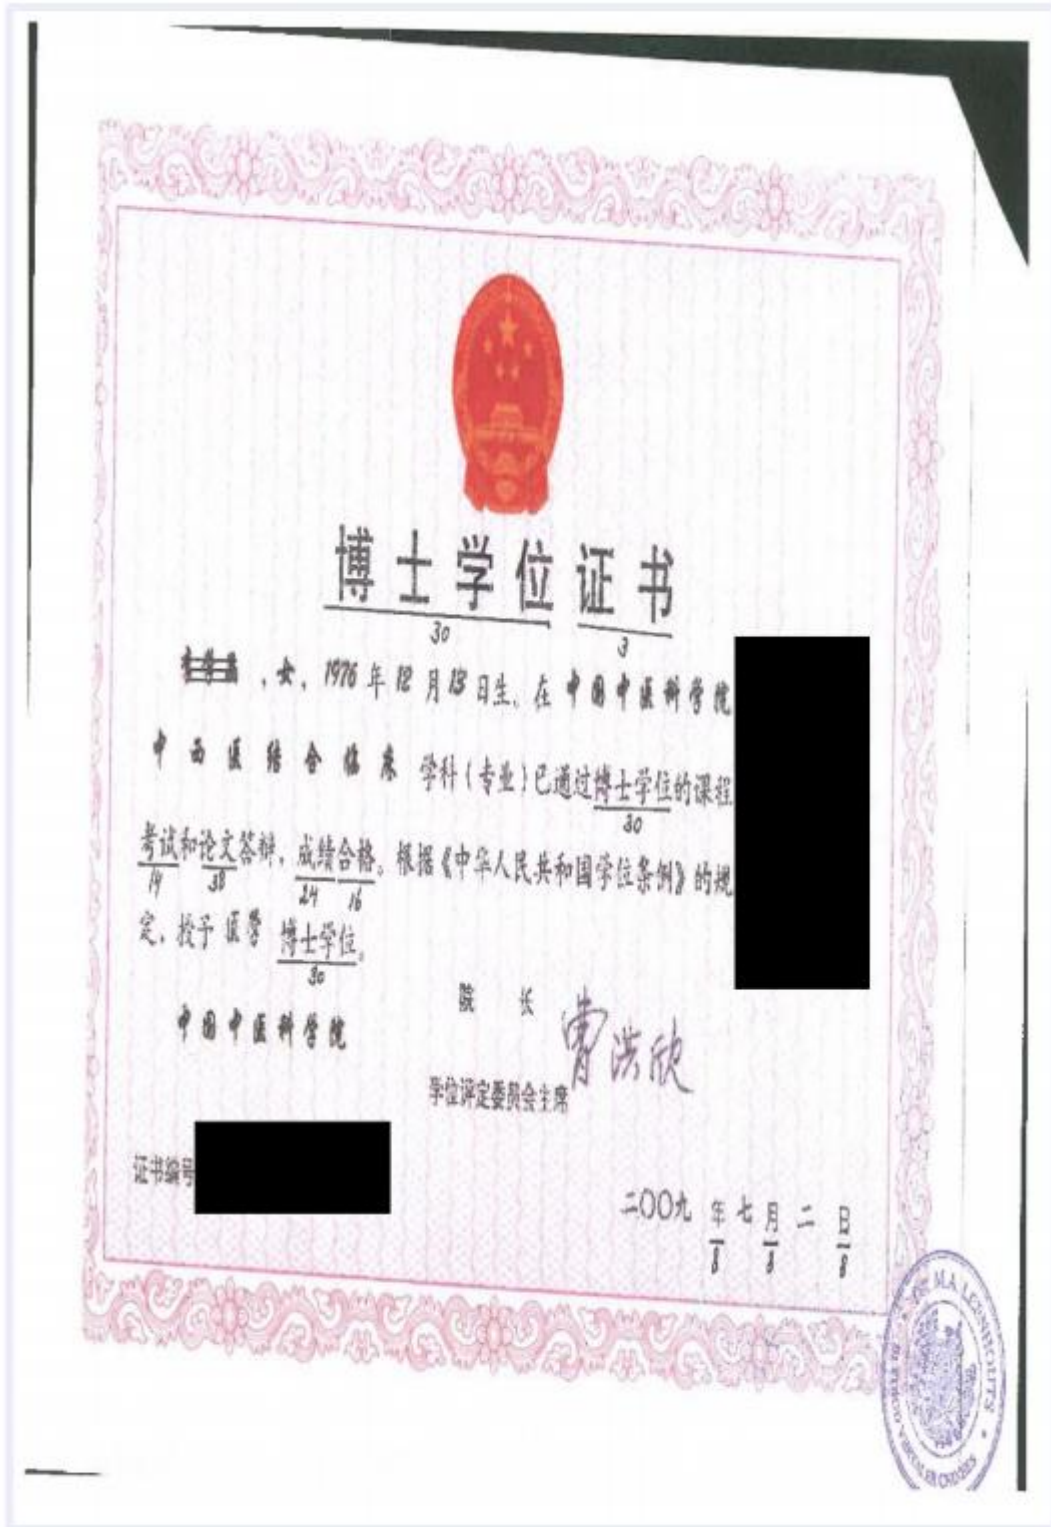 博士学位证书
30 3
，女，1976年12月13日生。在中国中医科学院
中西医结合临床 学科(专业)已通过博士学位的课程
30
考试和论文答辩，成绩合格。根据《中华人民共和国学位条例》的规
14 38 24 16
定，授予 医学 博士学位。
30
中国中医科学院
院 长 曹洪欣
学位评定委员会主席
证书编号
二〇〇九 年 七 月 二 日
8 8 8